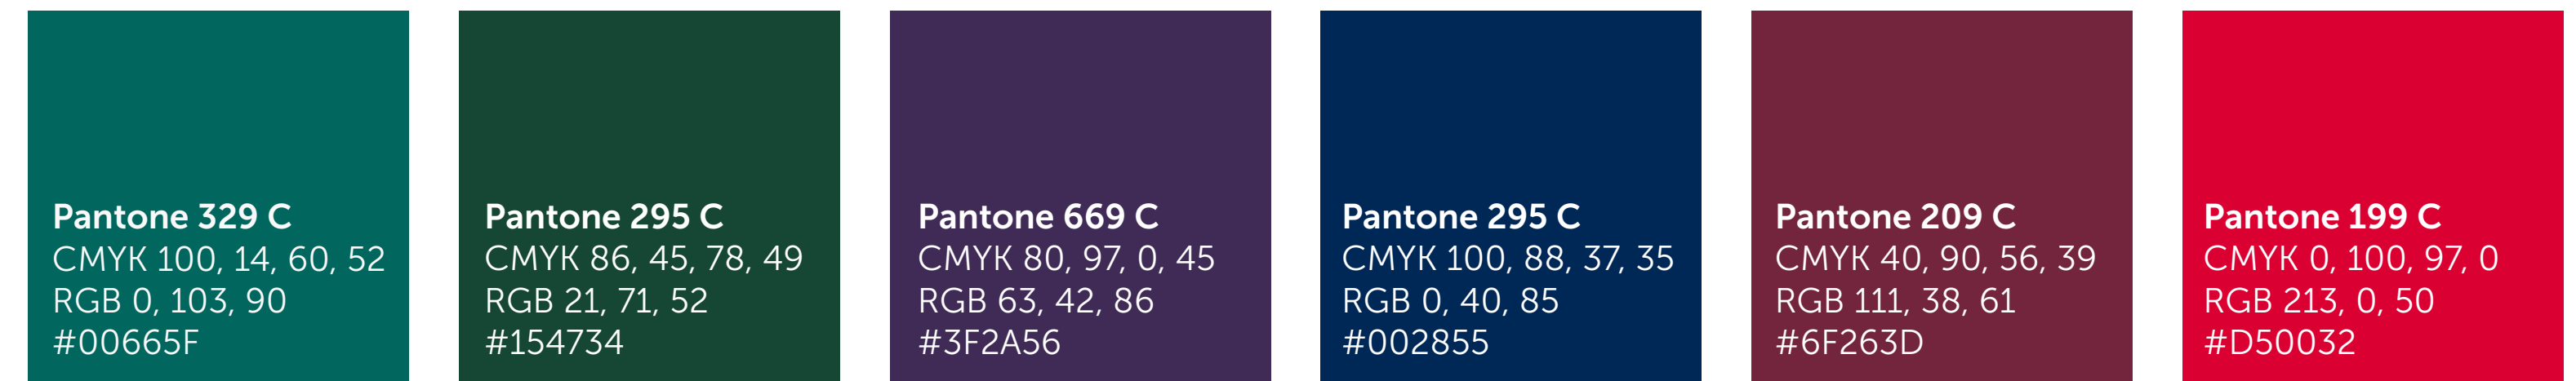 Pantone 329 C
CMYK 100, 14, 60, 52
RGB 0, 103, 90
#00665F
Pantone 295 C
CMYK 86, 45, 78, 49
RGB 21, 71, 52
#154734
Pantone 669 C
CMYK 80, 97, 0, 45
RGB 63, 42, 86
#3F2A56
Pantone 295 C
CMYK 100, 88, 37, 35
RGB 0, 40, 85
#002855
Pantone 209 C
CMYK 40, 90, 56, 39
RGB 111, 38, 61
#6F263D
Pantone 199 C
CMYK 0, 100, 97, 0
RGB 213, 0, 50
#D50032